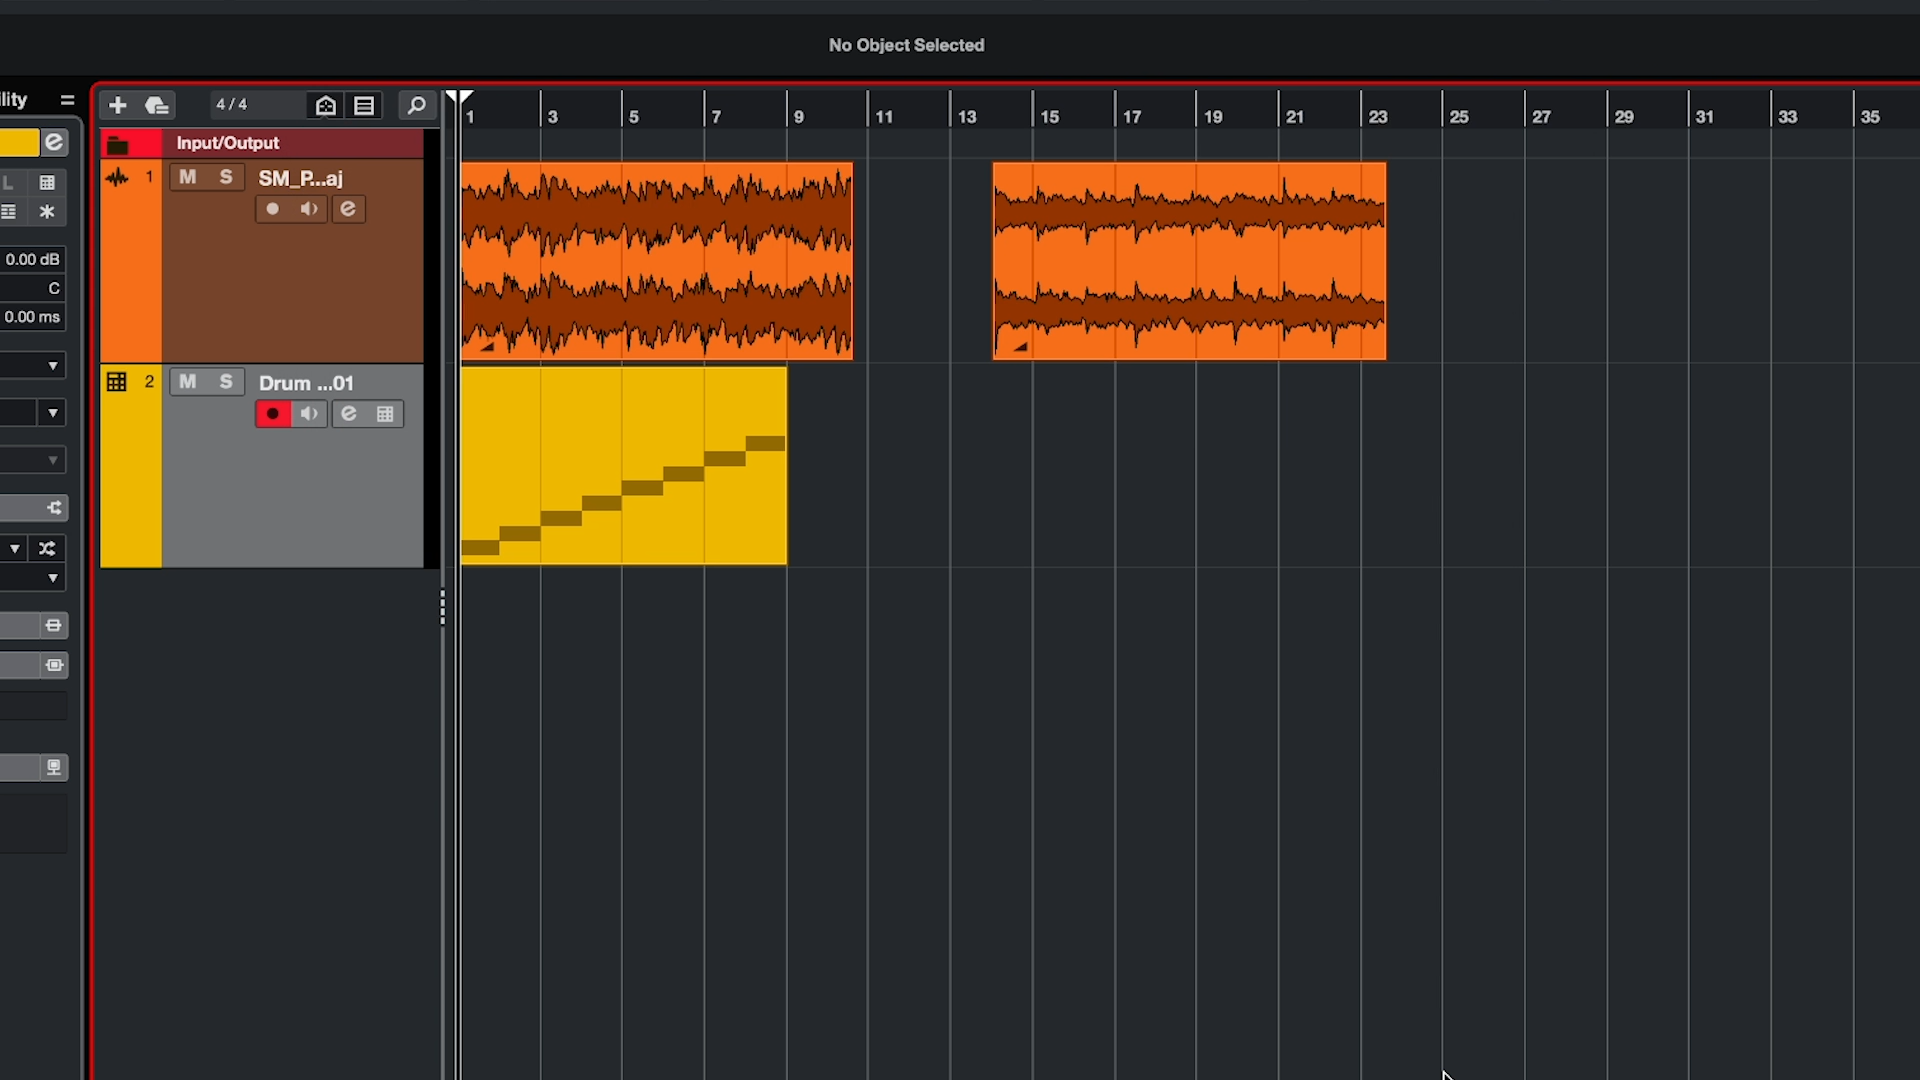 No Object Selected
ility
4 / 4
1 3 5 7 9 11 13 15 17 19 21 23 25 27 29 31 33 35
Input/Output
1 M S SM_P...aj
L
0.00 dB
C
0.00 ms
2 M S Drum ...01